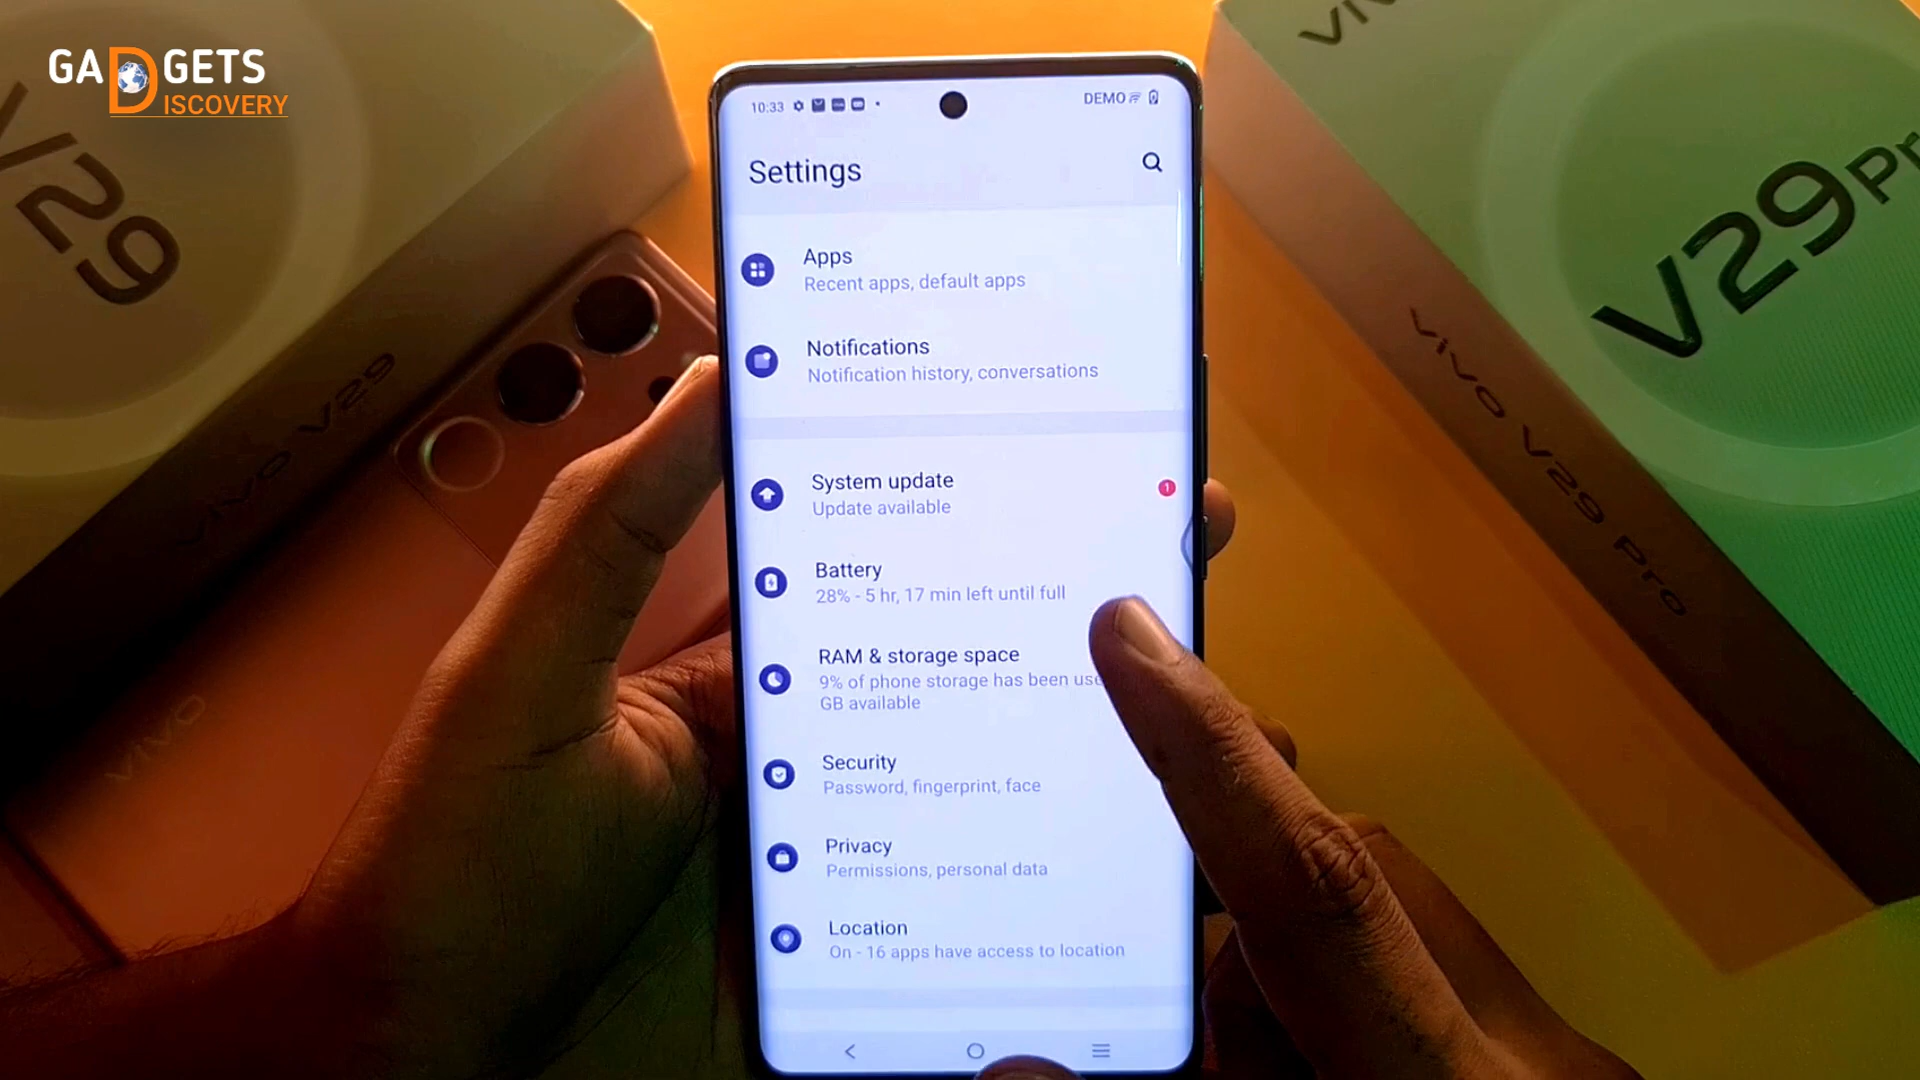 GADGETS
DISCOVERY
V29
vivo V29
vivo
10:33
DEMO
Settings
Apps
Recent apps, default apps
Notifications
Notification history, conversations
System update
1
Update available
Battery
28% - 5 hr, 17 min left until full
RAM & storage space
9% of phone storage has been
GB available
Security
Password, fingerprint, face
Privacy
Permissions, personal data
Location
On - 16 apps have access to location
V29
vivo V29 Pro